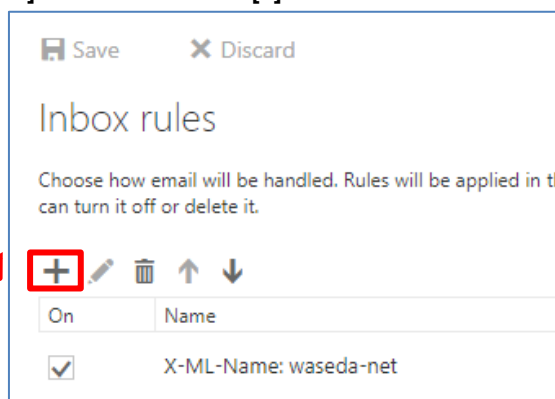 Save Discard
Inbox rules
Choose how email will be handled. Rules will be applied in
can turn it off or delete it.
On Name
X-ML-Name: waseda-net